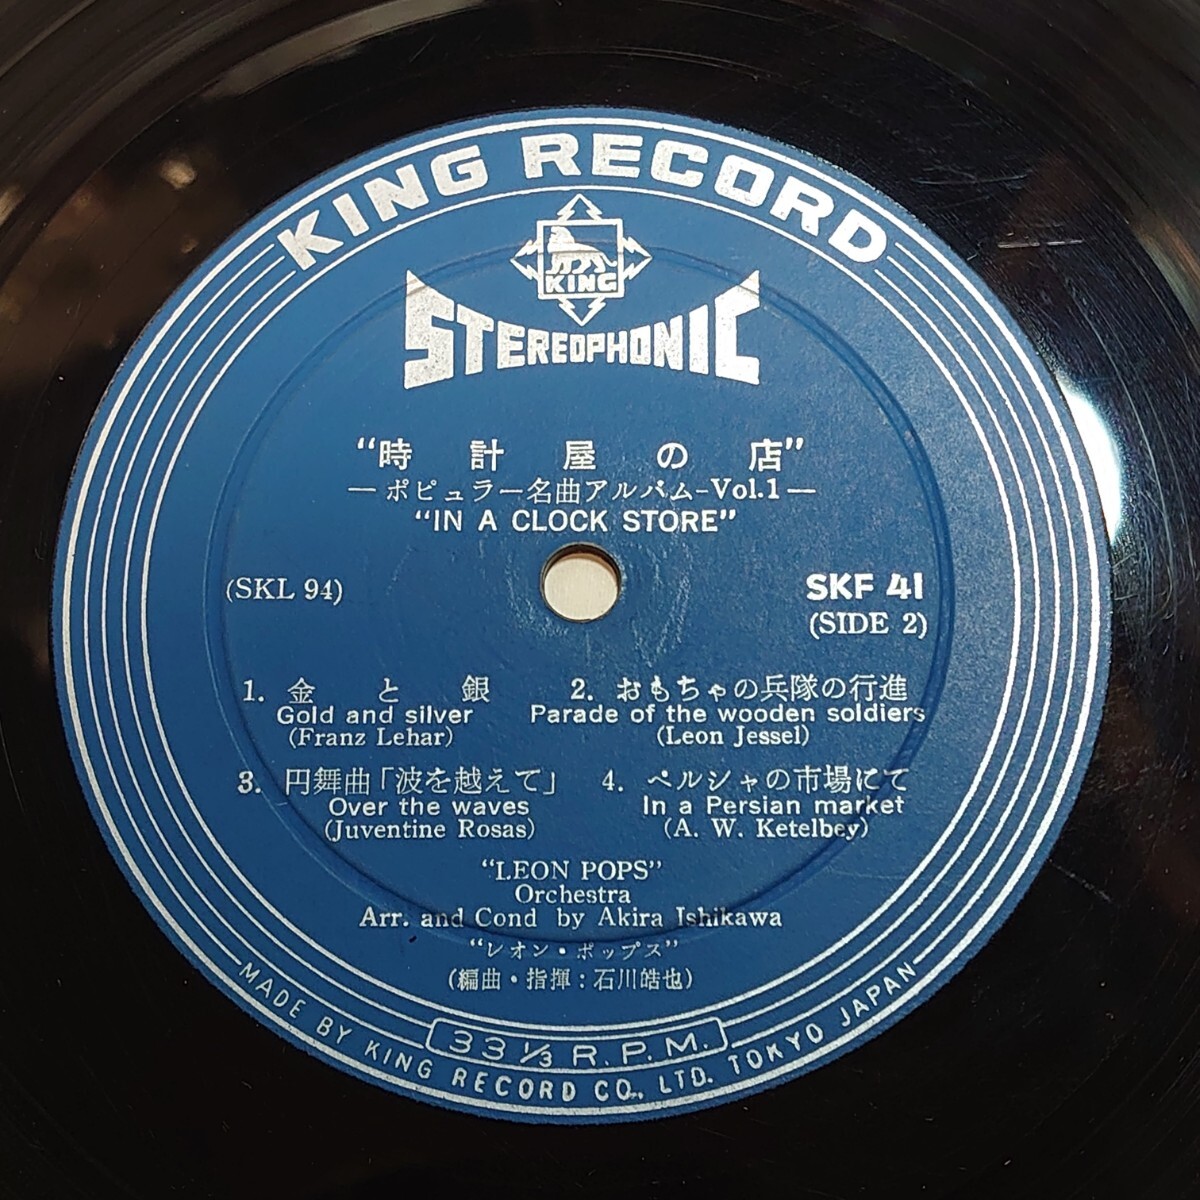 KING RECORD
KING
STEREOPHONIC
“時計屋の店”
—ポピュラー名曲アルバム-Vol.1—
“IN A CLOCK STORE”
(SKL 94)
SKF 41
(SIDE 2)
1. 金と銀
Gold and silver
(Franz Lehar)
2. おもちゃの兵隊の行進
Parade of the wooden soldiers
(Leon Jessel)
3. 円舞曲「波を越えて」
Over the waves
(Juventine Rosas)
4. ペルシャの市場にて
In a Persian market
(A. W. Ketelbey)
“LEON POPS”
Orchestra
Arr. and Cond by Akira Ishikawa
“レオン・ポップス”
(編曲・指揮：石川皓也)
33 1/3 R.P.M.
MADE BY KING RECORD CO., LTD. TOKYO JAPAN